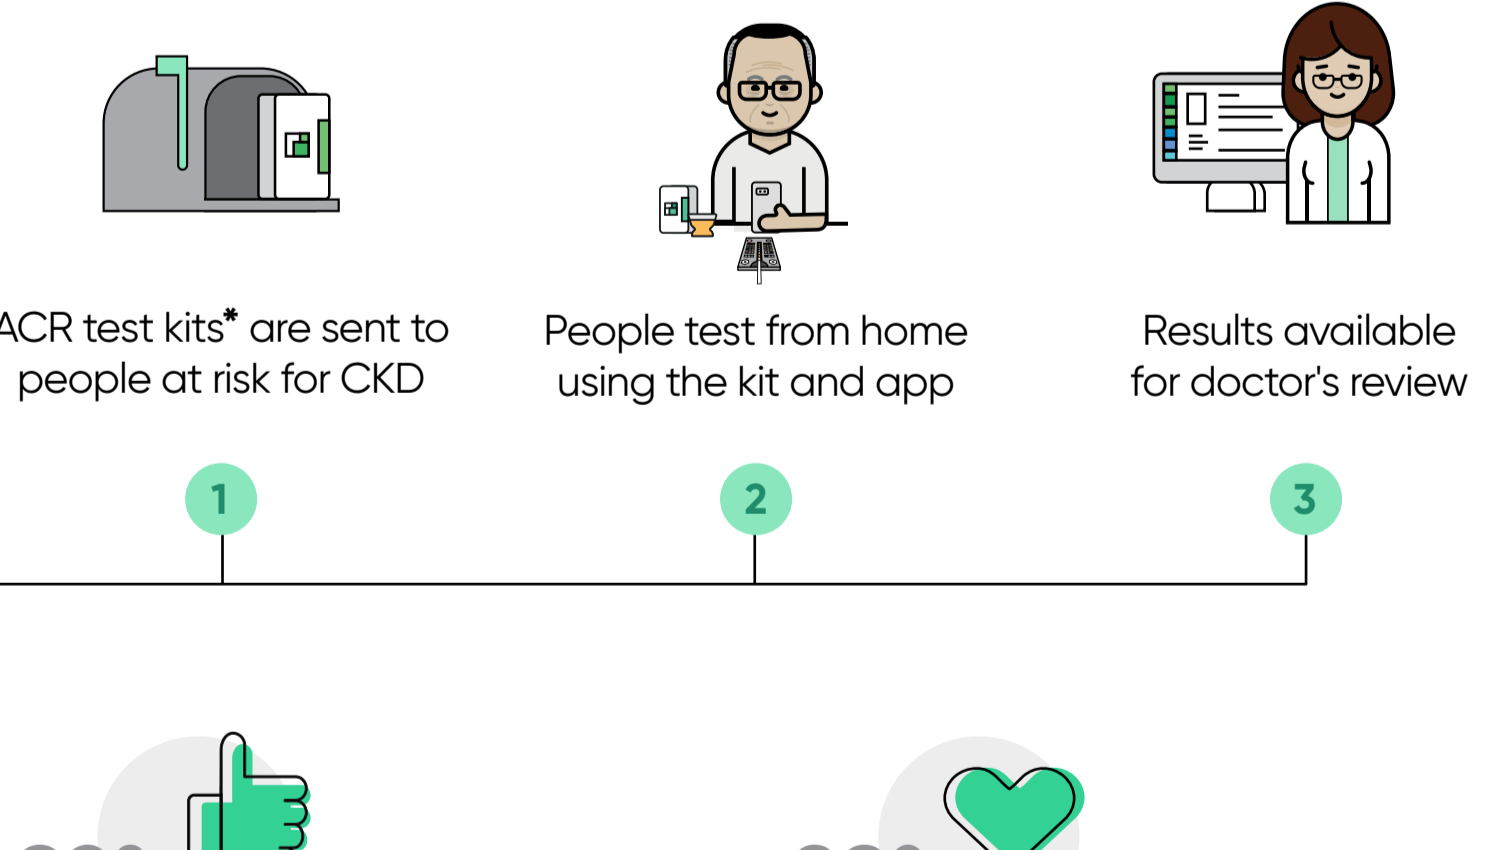 ACR test kits* are sent to
people at risk for CKD
People test from home
using the kit and app
Results available
for doctor's review
1
2
3